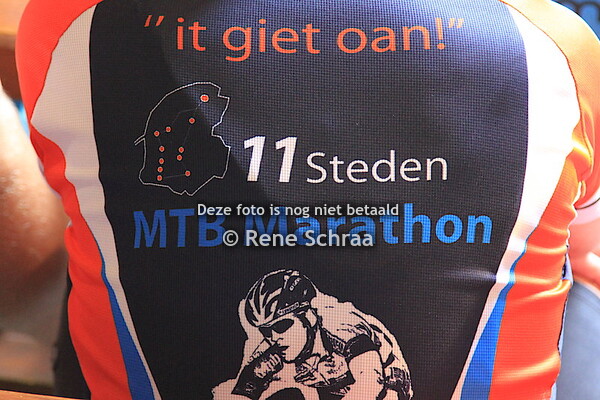 “it giet oan!”
11 Steden
Deze foto is nog niet betaald
MTB Marathon
© Rene Schraa